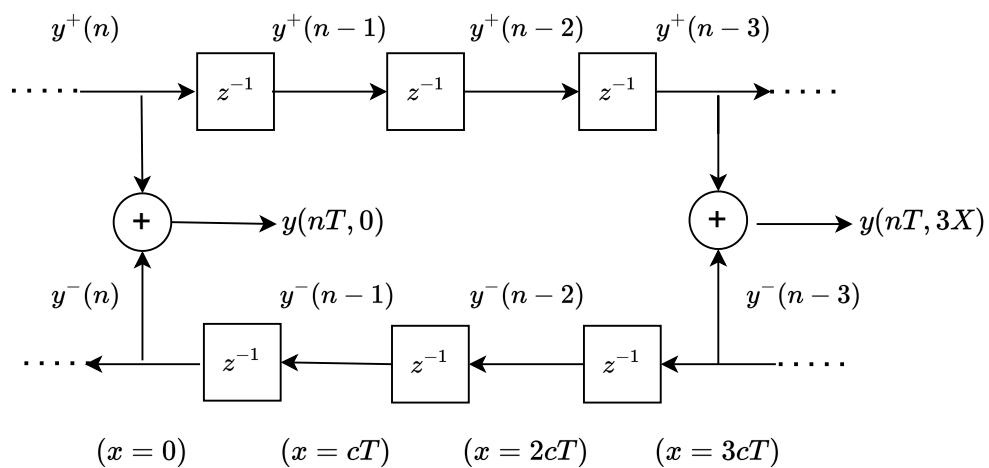 y⁺(n) y⁺(n − 1) y⁺(n − 2) y⁺(n − 3)
z⁻¹ z⁻¹ z⁻¹
+ y(nT, 0) + y(nT, 3X)
y⁻(n) y⁻(n − 1) y⁻(n − 2) y⁻(n − 3)
z⁻¹ z⁻¹ z⁻¹
(x = 0) (x = cT) (x = 2cT) (x = 3cT)